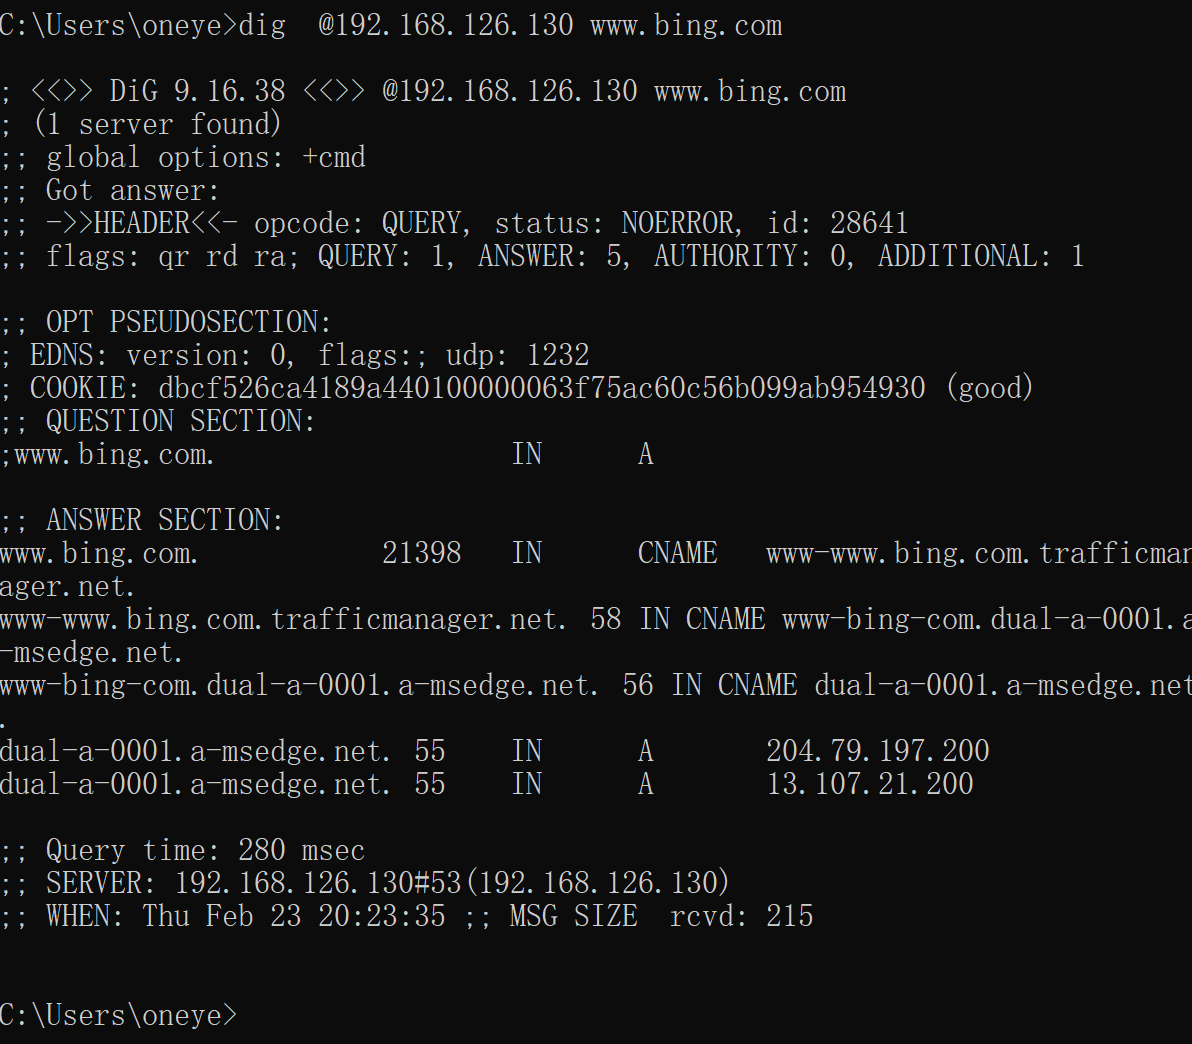 C:\Users\oneye>dig  @192.168.126.130 www.bing.com
; <<>> DiG 9.16.38 <<>> @192.168.126.130 www.bing.com
; (1 server found)
;; global options: +cmd
;; Got answer:
;; ->>HEADER<<- opcode: QUERY, status: NOERROR, id: 28641
;; flags: qr rd ra; QUERY: 1, ANSWER: 5, AUTHORITY: 0, ADDITIONAL: 1
;; OPT PSEUDOSECTION:
; EDNS: version: 0, flags:; udp: 1232
; COOKIE: dbcf526ca4189a440100000063f75ac60c56b099ab954930 (good)
;; QUESTION SECTION:
;www.bing.com.                  IN      A
;; ANSWER SECTION:
www.bing.com.           21398   IN      CNAME   www-www.bing.com.trafficman
ager.net.
www-www.bing.com.trafficmanager.net. 58 IN CNAME www-bing-com.dual-a-0001.a
-msedge.net.
www-bing-com.dual-a-0001.a-msedge.net. 56 IN CNAME dual-a-0001.a-msedge.net
.
dual-a-0001.a-msedge.net. 55    IN      A       204.79.197.200
dual-a-0001.a-msedge.net. 55    IN      A       13.107.21.200
;; Query time: 280 msec
;; SERVER: 192.168.126.130#53(192.168.126.130)
;; WHEN: Thu Feb 23 20:23:35 ;; MSG SIZE  rcvd: 215
C:\Users\oneye>